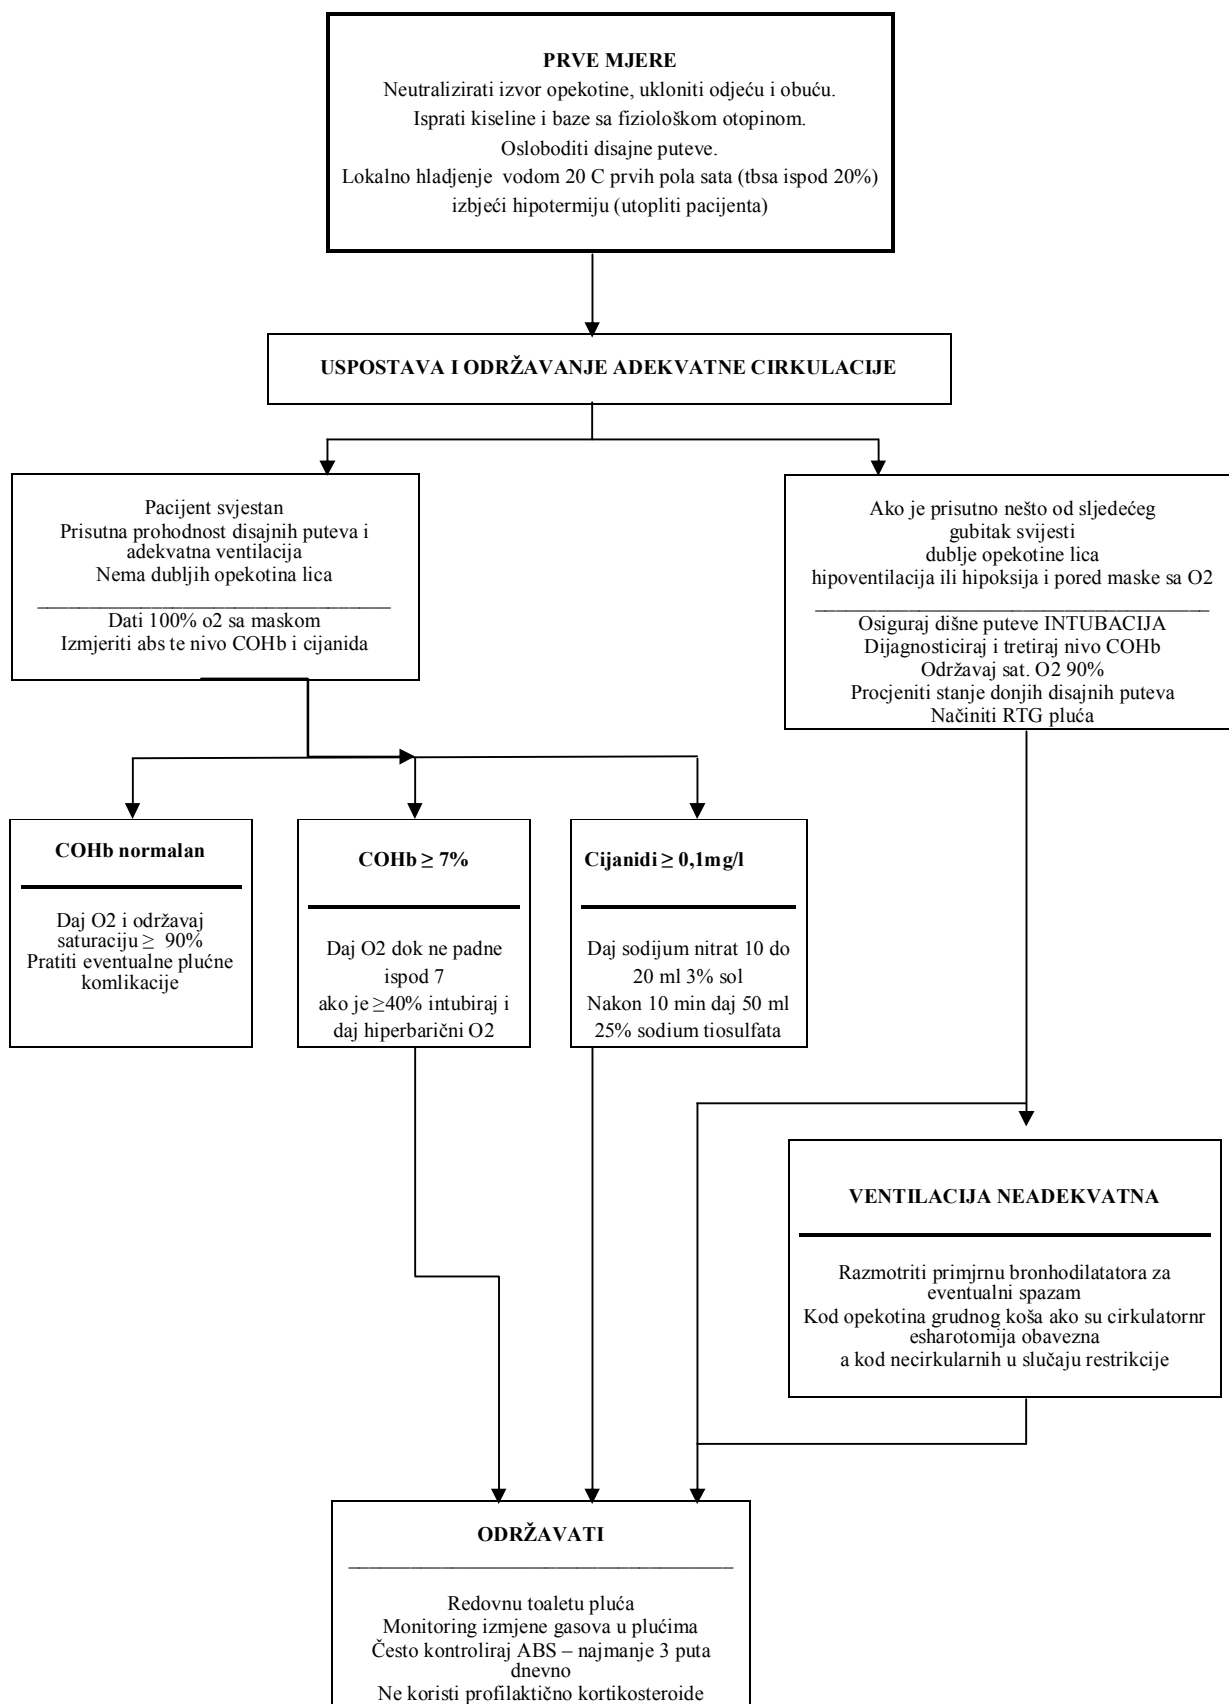 PRVE MJERE
Neutralizirati izvor opekotine, ukloniti odjeću i obuću.
Isprati kiseline i baze sa fiziološkom otopinom.
Osloboditi disajne puteve.
Lokalno hladjenje vodom 20 C prvih pola sata (tbsa ispod 20%)
izbjeći hipotermiju (utopliti pacijenta)
USPOSTAVA I ODRŽAVANJE ADEKVATNE CIRKULACIJE
Pacijent svjestan
Prisutna prohodnost disajnih puteva i
adekvatna ventilacija
Nema dubljih opekotina lica
Dati 100% o2 sa maskom
Izmjeriti abs te nivo COHb i cijanida
Ako je prisutno nešto od sljedećeg
gubitak svijesti
dublje opekotine lica
hipoventilacija ili hipoksija i pored maske sa O2
Osiguraj dišne puteve INTUBACIJA
Dijagnosticiraj i tretiraj nivo COHb
Održavaj sat. O2 90%
Procjeniti stanje donjih disajnih puteva
Načiniti RTG pluća
COHb normalan
Daj O2 i održavaj
saturaciju ≥ 90%
Pratiti eventualne plućne
komlikacije
COHb ≥ 7%
Daj O2 dok ne padne
ispod 7
ako je ≥40% intubiraj i
daj hiperbarični O2
Cijanidi ≥ 0,1mg/l
Daj sodijum nitrat 10 do
20 ml 3% sol
Nakon 10 min daj 50 ml
25% sodium tiosulfata
VENTILACIJA NEADEKVATNA
Razmotriti primjrnu bronhodilatatora za
eventualni spazam
Kod opekotina grudnog koša ako su cirkulatornr
esharotomija obavezna
a kod necirkularnih u slučaju restrikcije
ODRŽAVATI
Redovnu toaletu pluća
Monitoring izmjene gasova u plućima
Često kontroliraj ABS – najmanje 3 puta
dnevno
Ne koristi profilaktično kortikosteroide